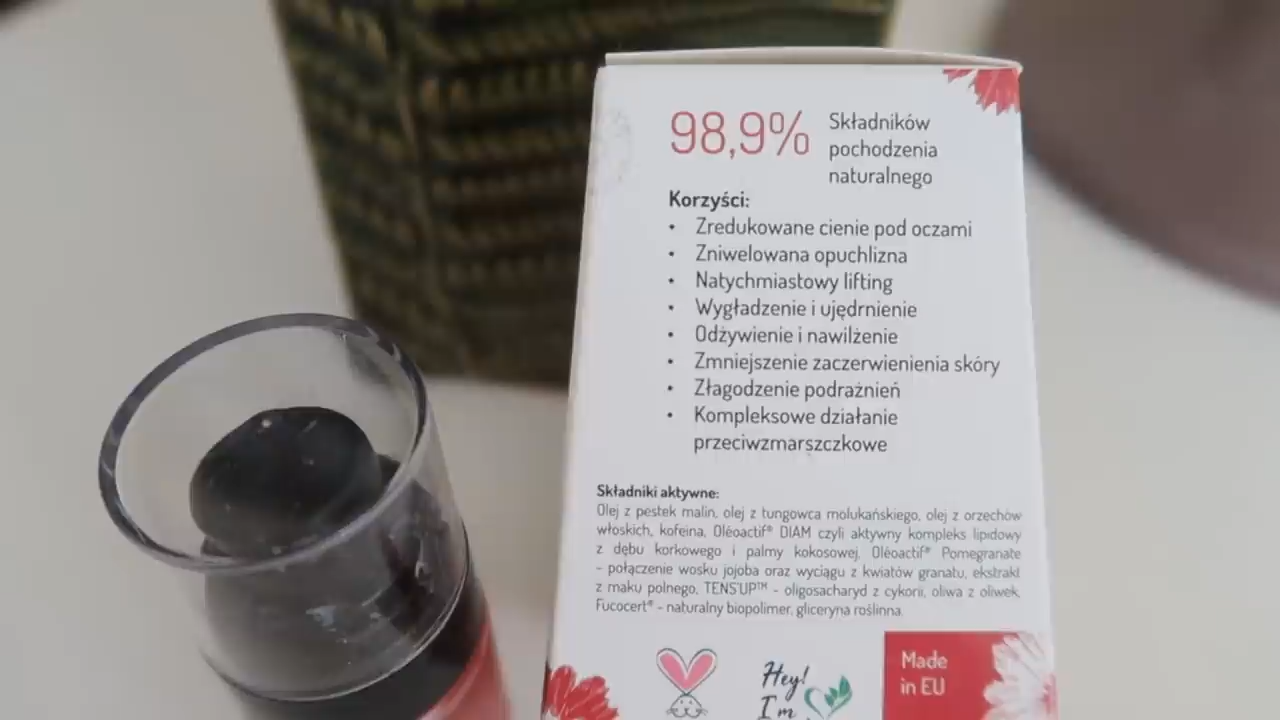 98,9%
Składników
pochodzenia
naturalnego
Korzyści:
• Zredukowane cienie pod oczami
• Zniwelowana opuchlizna
• Natychmiastowy lifting
• Wygładzenie i ujędrnienie
• Odżywienie i nawilżenie
• Zmniejszenie zaczerwienienia skóry
• Złagodzenie podrażnień
• Kompleksowe działanie
przeciwzmarszczkowe
Składniki aktywne:
Olej z pestek malin, olej z tungowca molukańskiego, olej z orzechów
włoskich, kofeina, Oléoactif® DIAM czyli aktywny kompleks lipidowy
z dębu korkowego i palmy kokosowej, Oléoactif® Pomegranate
- połączenie wosku jojoba oraz wyciągu z kwiatów granatu, ekstrakt
z maku polnego, TENS'UP™ - oligosacharyd z cykorii, oliwa z oliwek,
Fucocert® - naturalny biopolimer, gliceryna roślinna.
Hey!
I'm
Made
in EU